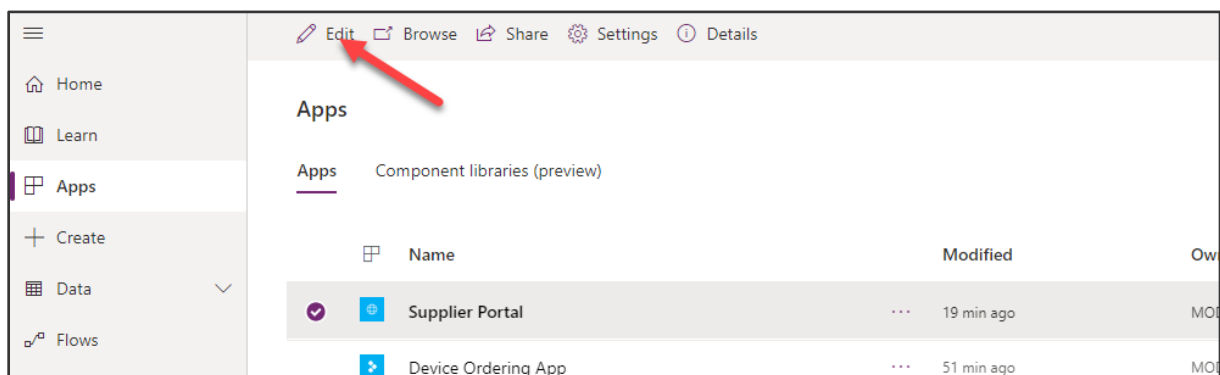 Edit Browse Share Settings Details
Home
Apps
Learn
Apps Component libraries (preview)
Apps
Create
Name Modified
Data
Supplier Portal ... 19 min ago
Flows
Device Ordering App ... 51 min ago